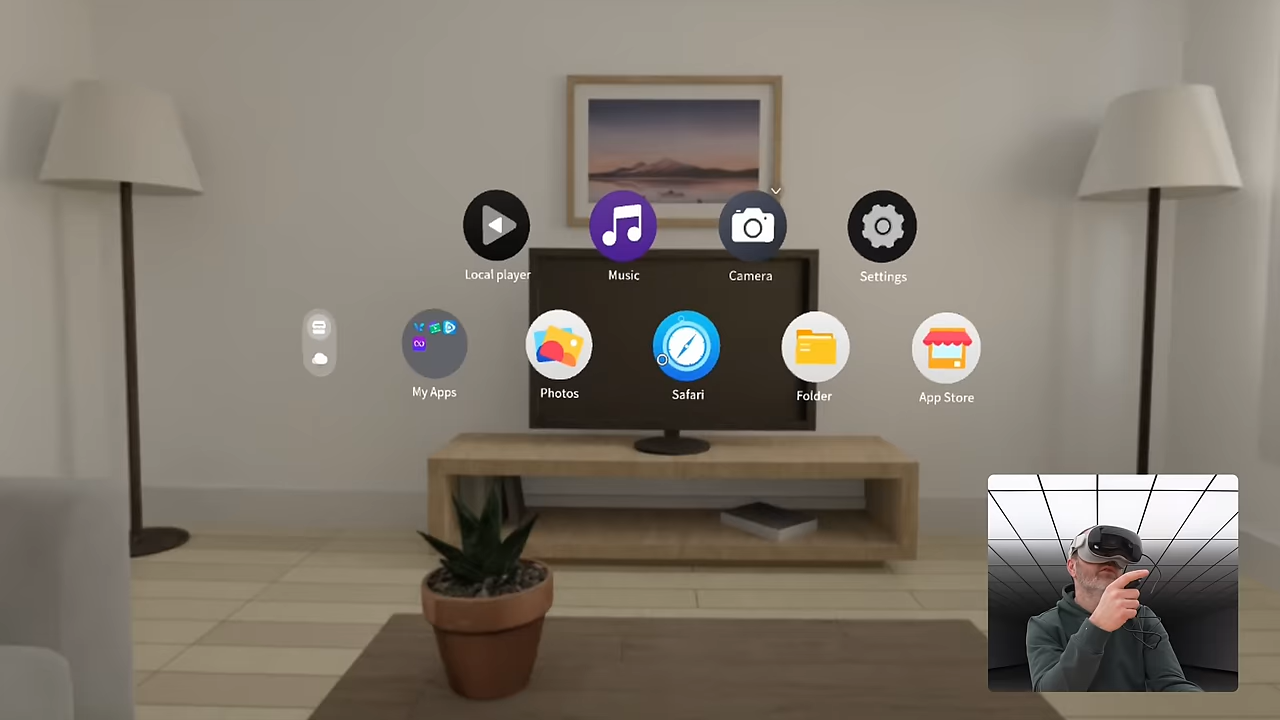 Local player
Music
Camera
Settings
My Apps
Photos
Safari
Folder
App Store